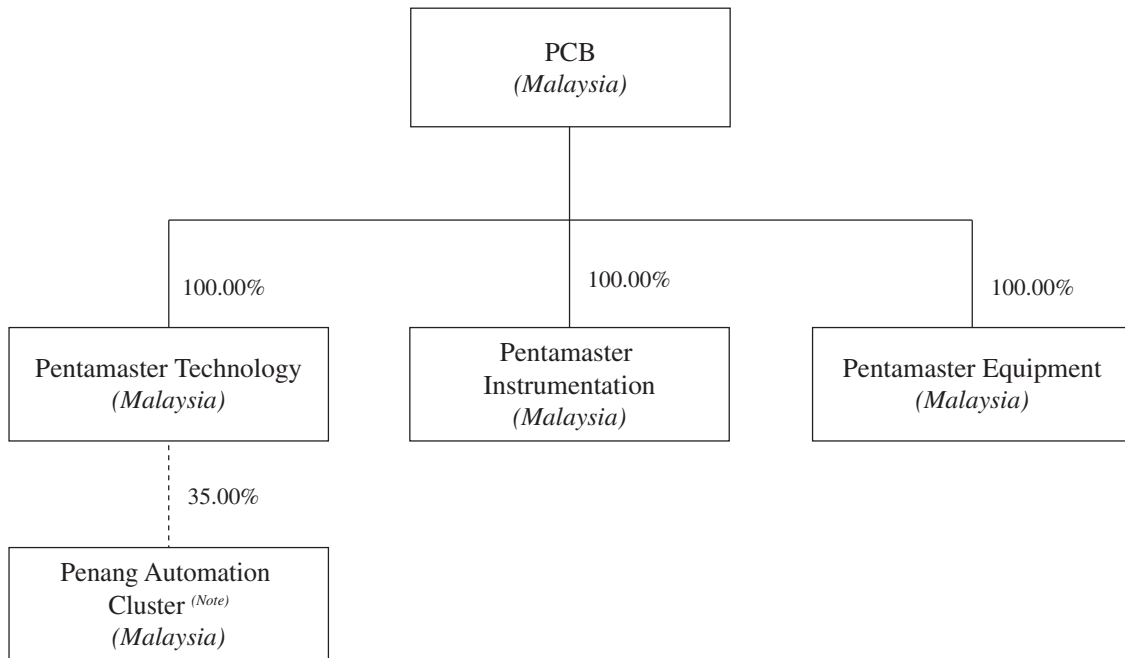 PCB
(Malaysia)
100.00%
100.00%
100.00%
Pentamaster Technology
(Malaysia)
Pentamaster
Instrumentation
(Malaysia)
Pentamaster Equipment
(Malaysia)
35.00%
Penang Automation
Cluster (Note)
(Malaysia)